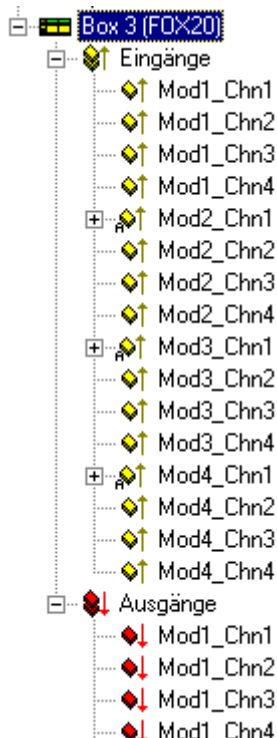 Box 3 (FOX20)
Eingänge
Mod1_Chn1
Mod1_Chn2
Mod1_Chn3
Mod1_Chn4
A Mod2_Chn1
Mod2_Chn2
Mod2_Chn3
Mod2_Chn4
A Mod3_Chn1
Mod3_Chn2
Mod3_Chn3
Mod3_Chn4
A Mod4_Chn1
Mod4_Chn2
Mod4_Chn3
Mod4_Chn4
Ausgänge
Mod1_Chn1
Mod1_Chn2
Mod1_Chn3
Mod1_Chn4